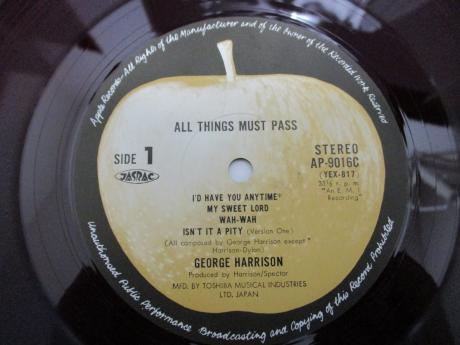 Apple Records-All Rights of the Manufacturer and of the Owner of the Recorded Work Reserved
ALL THINGS MUST PASS
SIDE 1
JASRAC
STEREO
AP-9016C
(YEX-817)
33⅓ r. p. m.
"An E. M. I.
Recording"
I'D HAVE YOU ANYTIME*
MY SWEET LORD
WAH-WAH
ISN'T IT A PITY (Version One)
(All composed by George Harrison except*
Harrison-Dylan)
GEORGE HARRISON
Produced by Harrison/Spector
MFD. BY TOSHIBA MUSICAL INDUSTRIES
LTD. JAPAN
Unauthorized Public Performance Broadcasting and Copying of this Record Prohibited